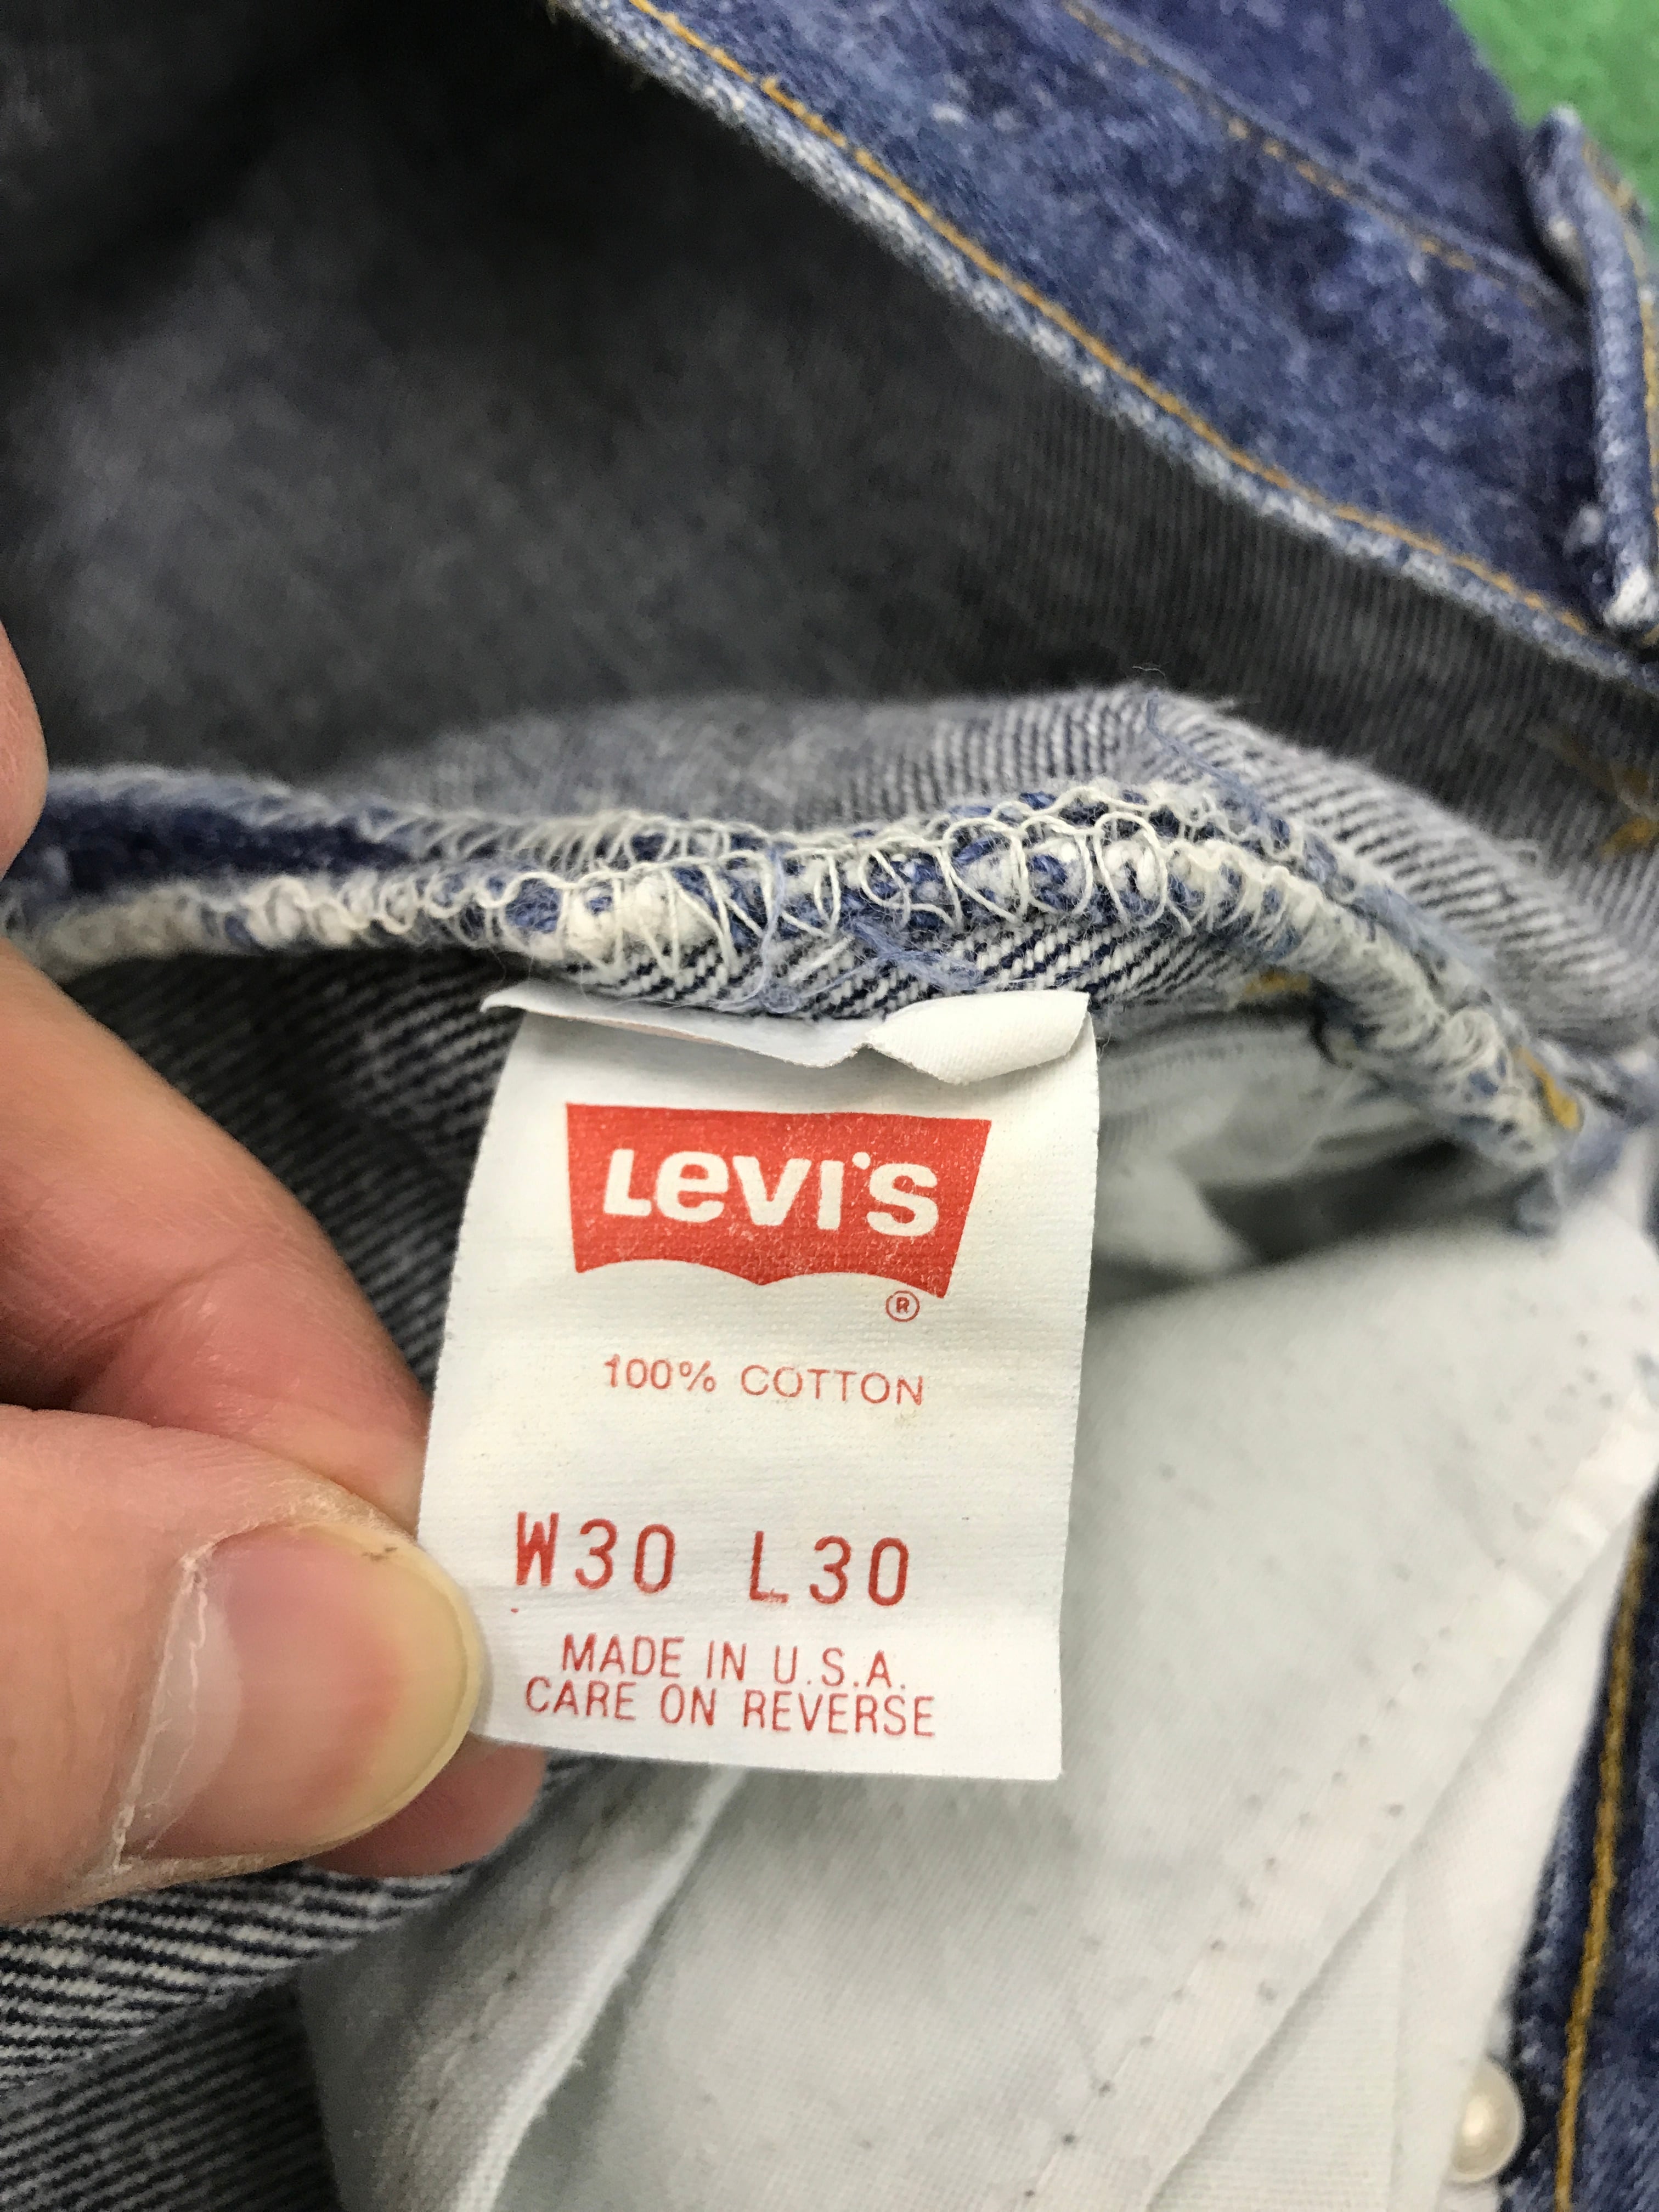 Levi's
®
100% COTTON
W30 L30
MADE IN U.S.A.
CARE ON REVERSE